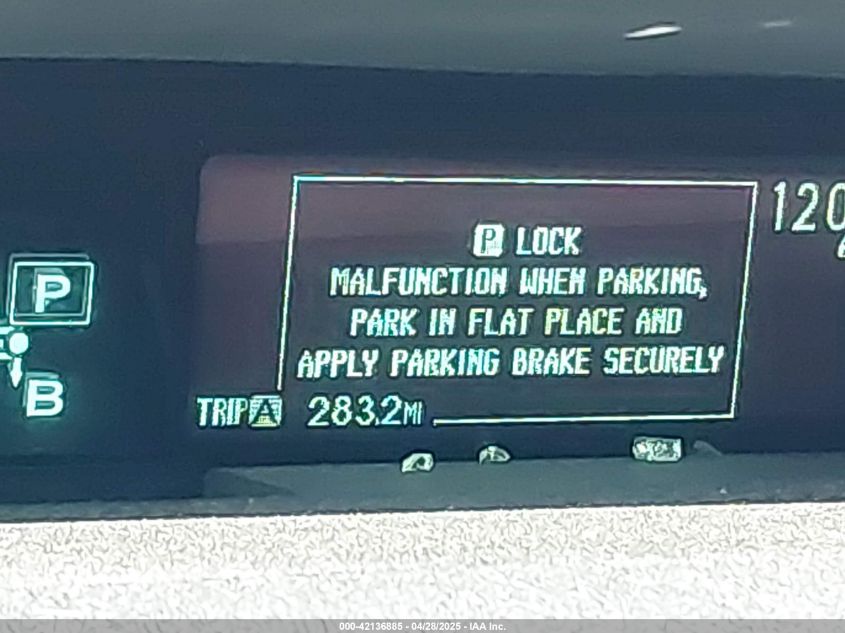 P LOCK
MALFUNCTION WHEN PARKING,
PARK IN FLAT PLACE AND
APPLY PARKING BRAKE SECURELY
TRIP A 283.2 MI
120
P
B
000-42136885 - 04/28/2025 - IAA Inc.